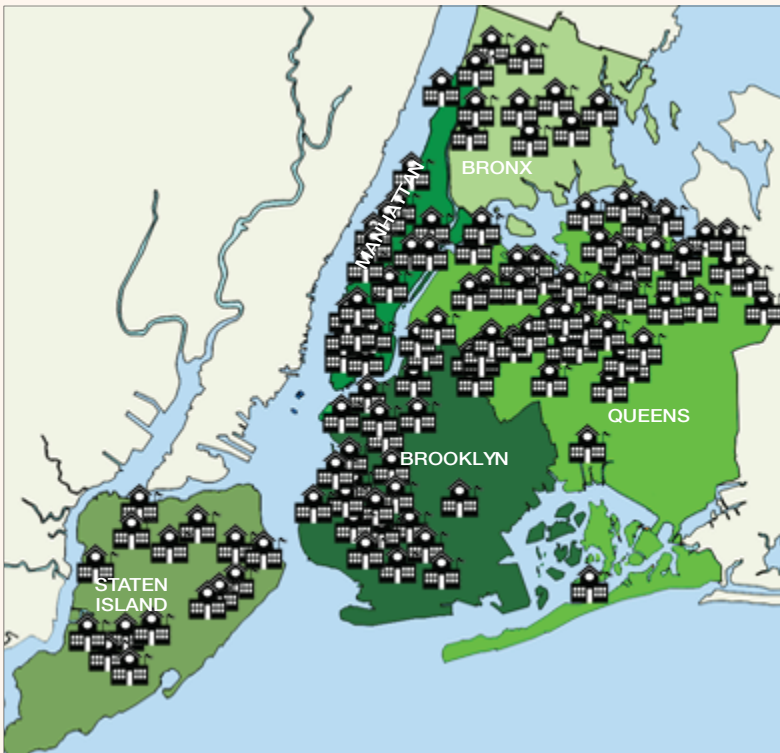 BRONX
MANHATTAN
QUEENS
BROOKLYN
STATEN
ISLAND